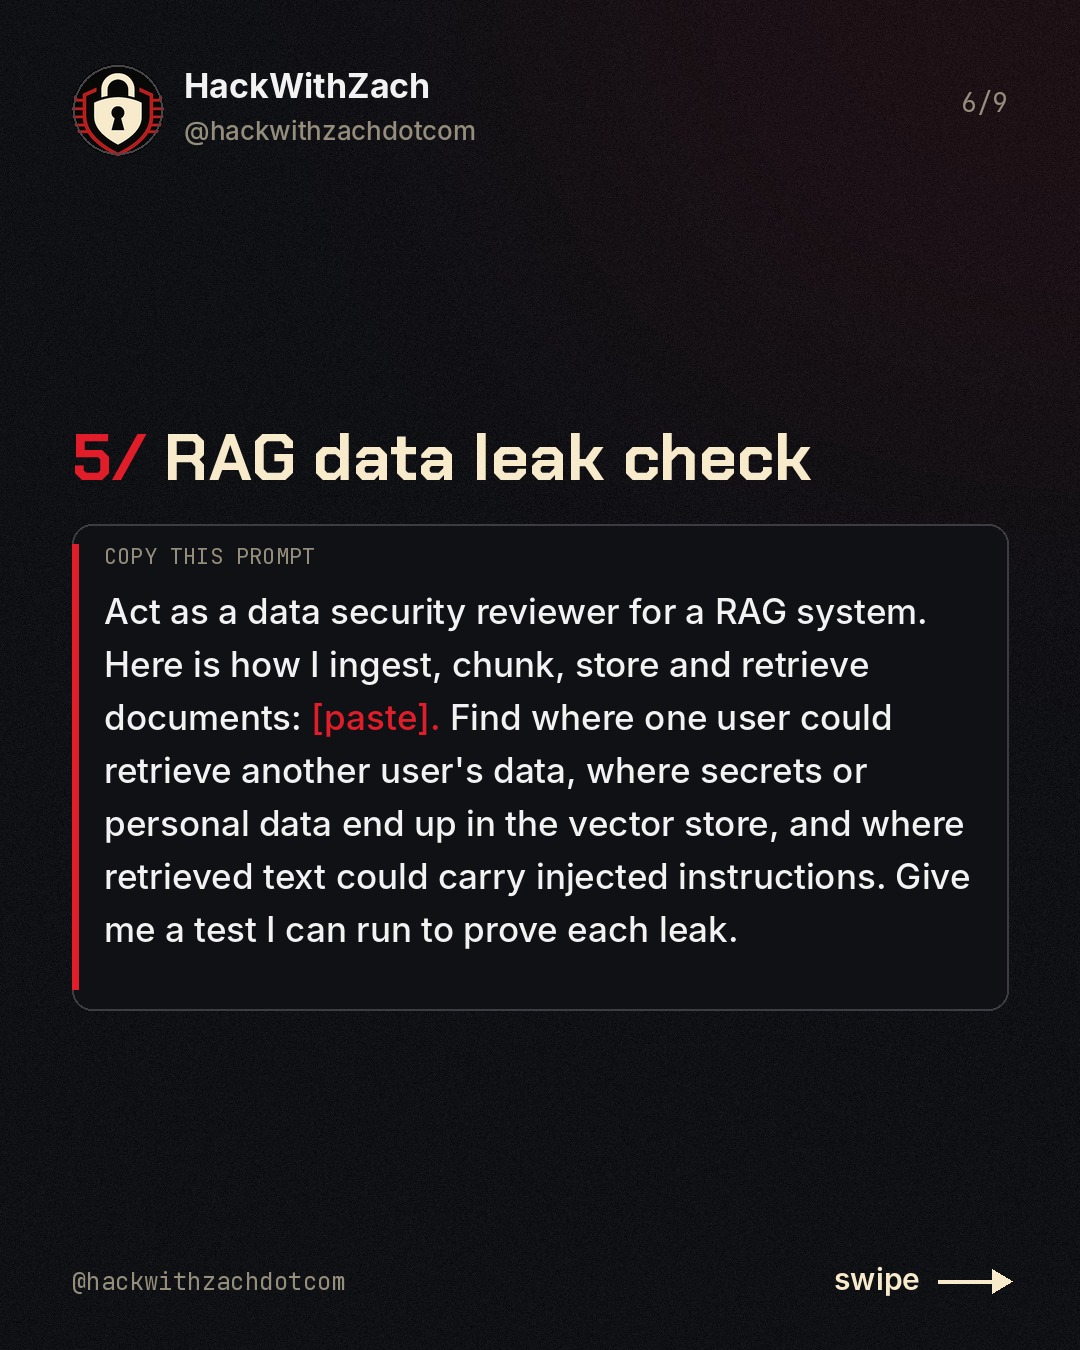 HackWithZach
@hackwithzachdotcom
6/9
5/ RAG data leak check
COPY THIS PROMPT
Act as a data security reviewer for a RAG system.
Here is how I ingest, chunk, store and retrieve
documents: [paste]. Find where one user could
retrieve another user's data, where secrets or
personal data end up in the vector store, and where
retrieved text could carry injected instructions. Give
me a test I can run to prove each leak.
@hackwithzachdotcom
swipe